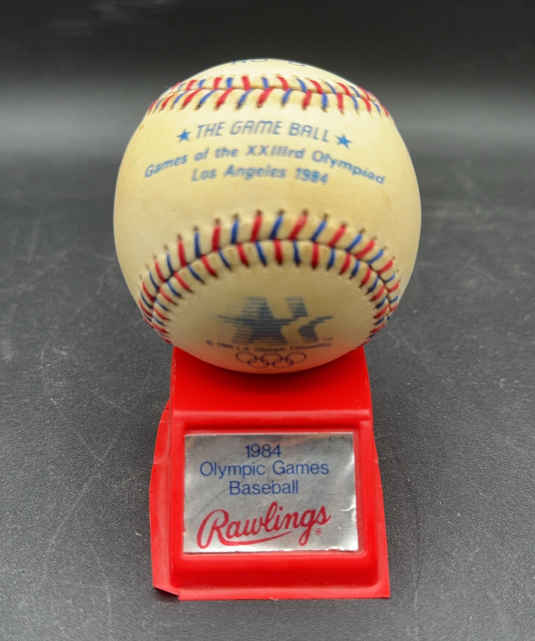 ★ THE GAME BALL ★
Games of the XXIIIrd Olympiad
Los Angeles 1984
1984
Olympic Games
Baseball
Rawlings®